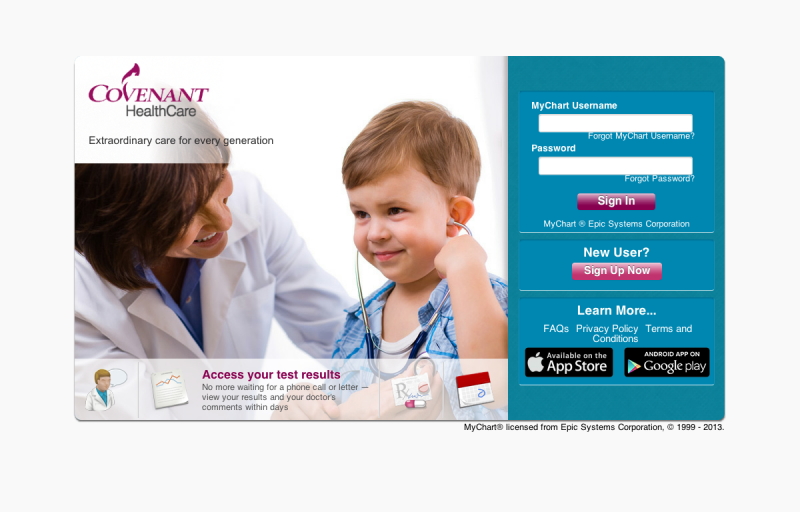 COVENANT
HealthCare
Extraordinary care for every generation
MyChart Username
Forgot MyChart Username?
Password
Forgot Password?
Sign In
MyChart ® Epic Systems Corporation
New User?
Sign Up Now
Learn More...
FAQs Privacy Policy Terms and
Conditions
Available on the
App Store
ANDROID APP ON
Google play
Access your test results
No more waiting for a phone call or letter —
view your results and your doctor's
comments within days
Rx
MyChart® licensed from Epic Systems Corporation, © 1999 - 2013.